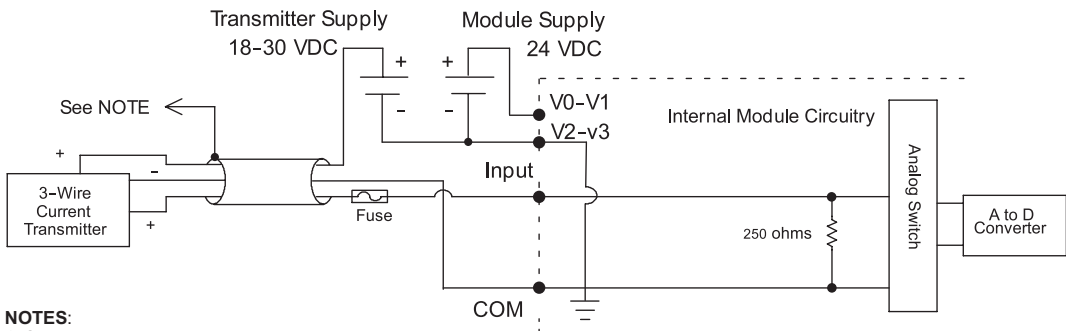 Transmitter Supply
18-30 VDC
Module Supply
24 VDC
+
-
+
-
See NOTE
V0-V1
V2-v3
Internal Module Circuitry
+
-
+
3-Wire
Current
Transmitter
Fuse
Input
250 ohms
Analog Switch
A to D
Converter
COM
NOTES: